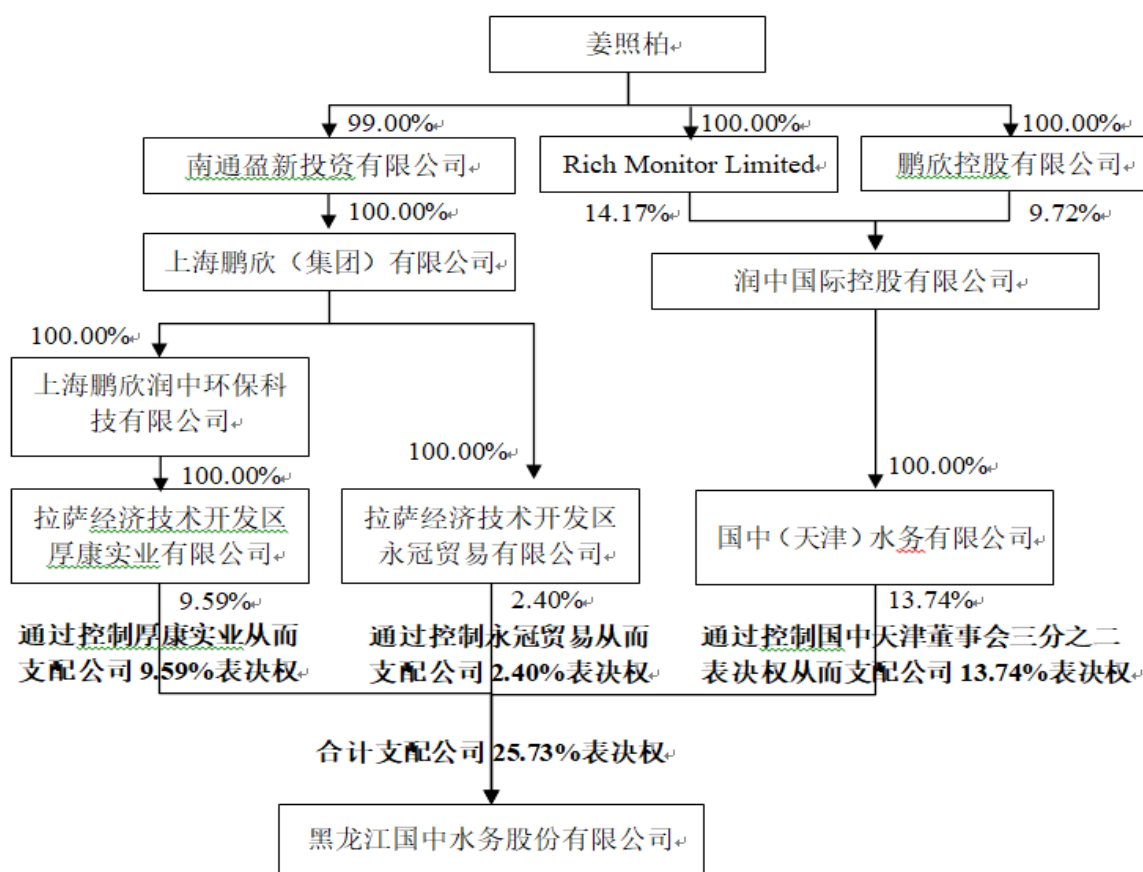 姜照柏
99.00%
100.00%
100.00%
南通盈新投资有限公司
Rich Monitor Limited
鹏欣控股有限公司
100.00%
14.17%
9.72%
上海鹏欣（集团）有限公司
润中国际控股有限公司
100.00%
上海鹏欣润中环保科
技有限公司
100.00%
100.00%
100.00%
拉萨经济技术开发区
厚康实业有限公司
拉萨经济技术开发区
永冠贸易有限公司
国中（天津）水务有限公司
9.59%
2.40%
13.74%
通过控制厚康实业从而
支配公司 9.59%表决权
通过控制永冠贸易从而
支配公司 2.40%表决权
通过控制国中天津董事会三分之二
表决权从而支配公司 13.74%表决权
合计支配公司 25.73%表决权
黑龙江国中水务股份有限公司